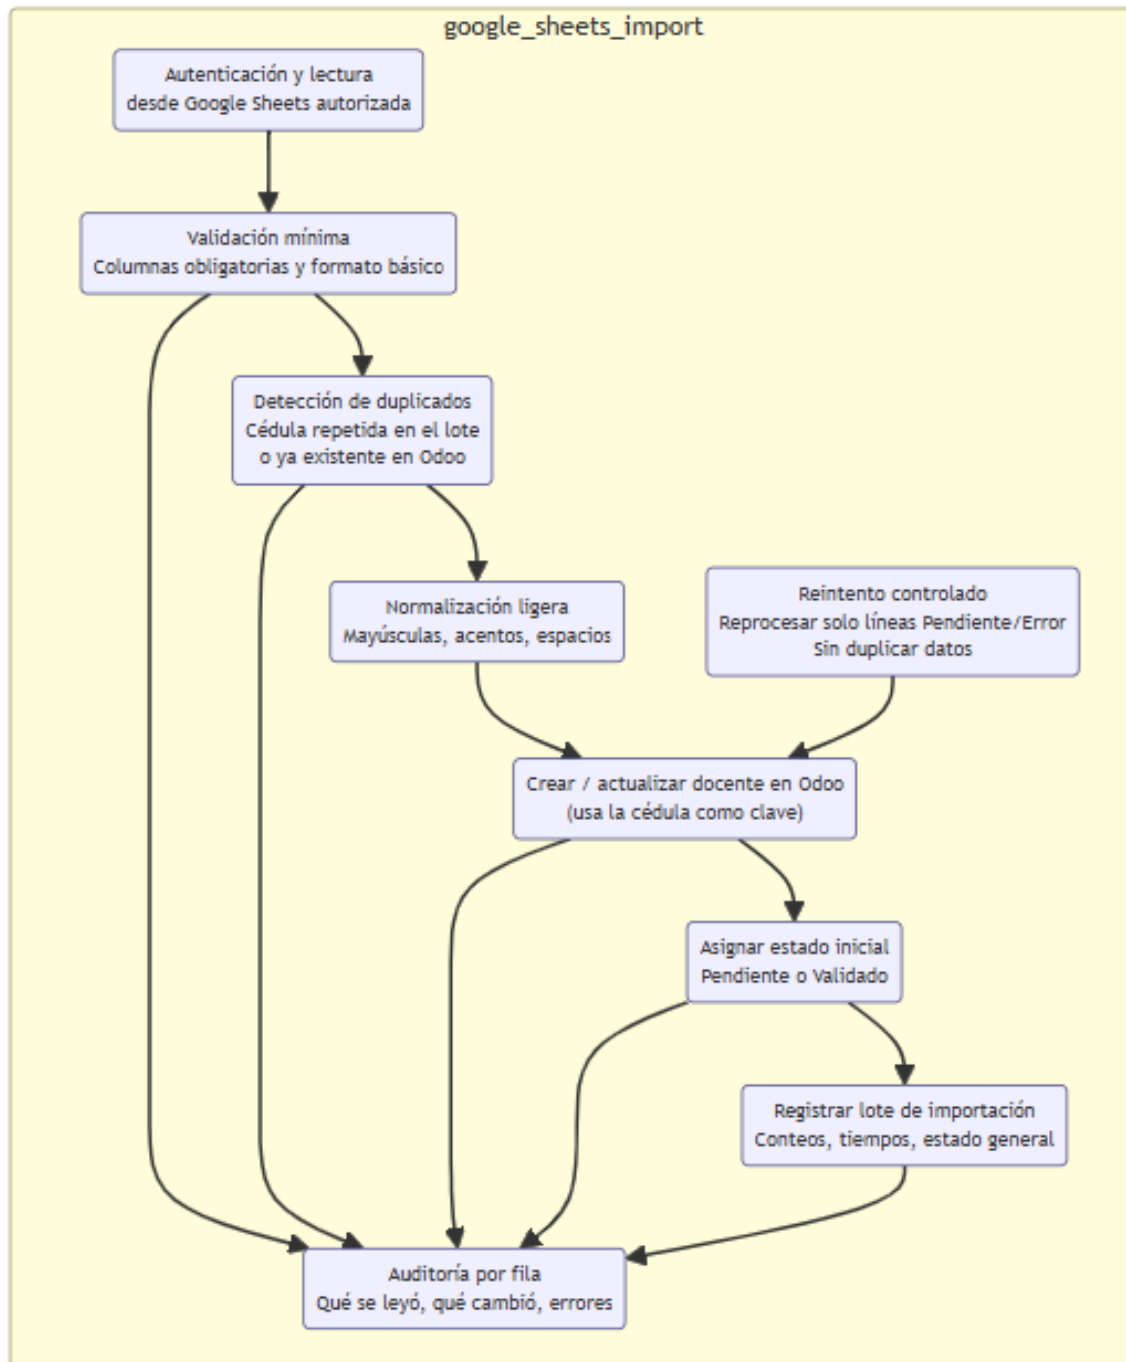 google_sheets_import
Autenticación y lectura
desde Google Sheets autorizada
Validación mínima
Columnas obligatorias y formato básico
Detección de duplicados
Cédula repetida en el lote
o ya existente en Odoo
Normalización ligera
Mayúsculas, acentos, espacios
Reintento controlado
Reprocesar solo líneas Pendiente/Error
Sin duplicar datos
Crear / actualizar docente en Odoo
(usa la cédula como clave)
Asignar estado inicial
Pendiente o Validado
Registrar lote de importación
Conteos, tiempos, estado general
Auditoría por fila
Qué se leyó, qué cambió, errores